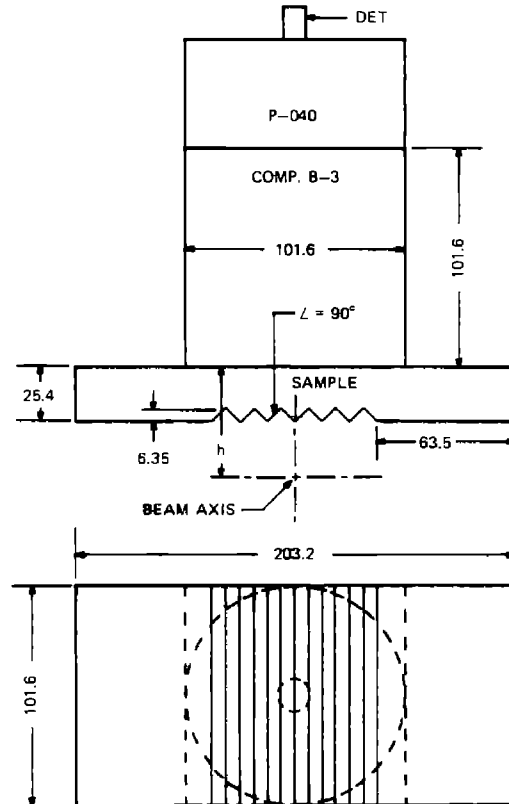 DET
P-040
COMP. B-3
101.6
101.6
∠ = 90°
SAMPLE
25.4
6.35
h
63.5
BEAM AXIS
203.2
101.6